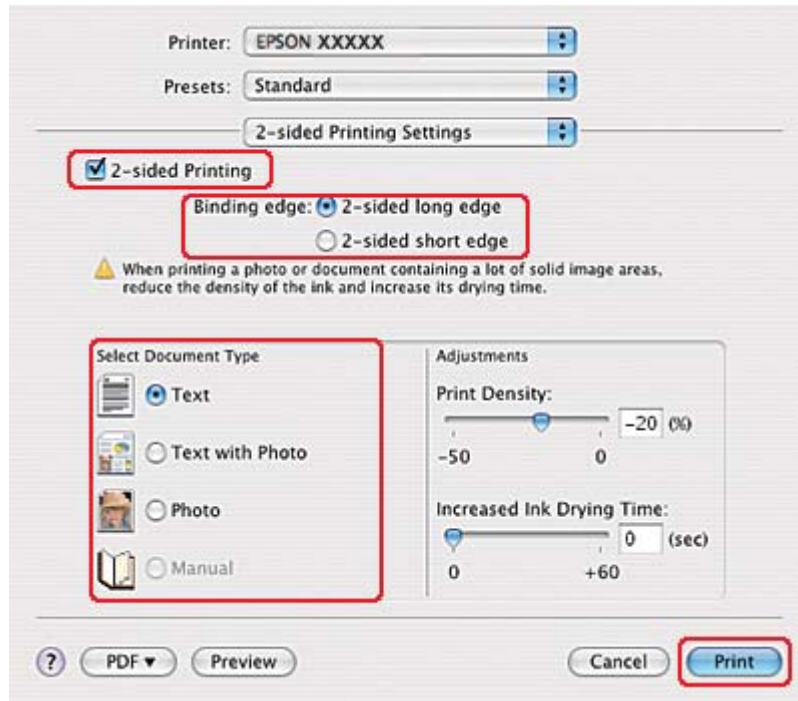 Printer: EPSON XXXXX
Presets: Standard
2-sided Printing Settings
2-sided Printing
Binding edge: 2-sided long edge
2-sided short edge
When printing a photo or document containing a lot of solid image areas,
reduce the density of the ink and increase its drying time.
Select Document Type
Text
Text with Photo
Photo
Manual
Adjustments
Print Density:
-20 (%)
-50 0
Increased Ink Drying Time:
0 (sec)
0 +60
? PDF Preview Cancel Print